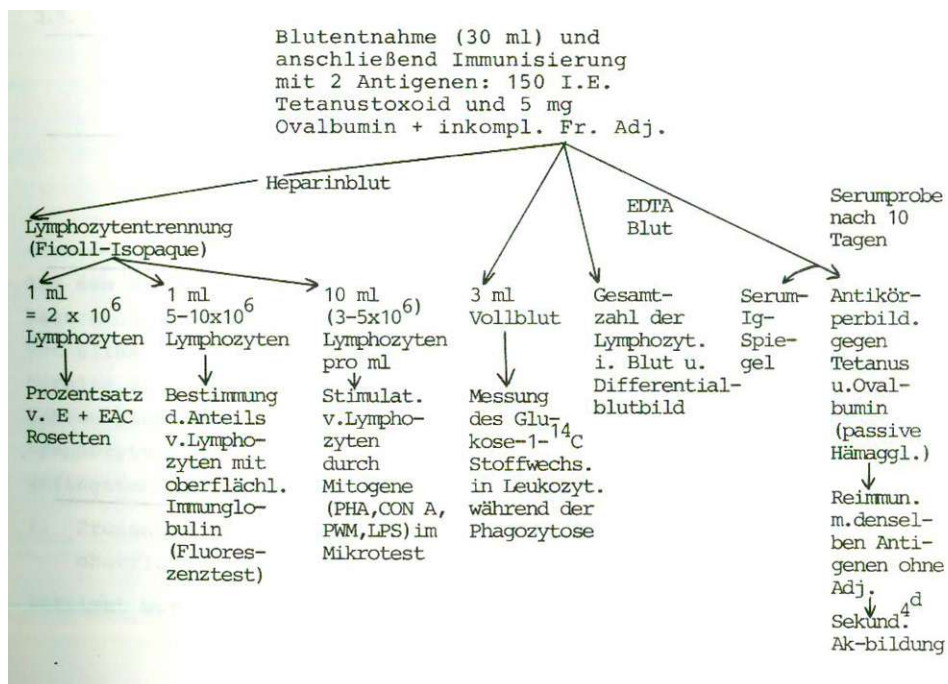 Blutentnahme (30 ml) und
anschließend Immunisierung
mit 2 Antigenen: 150 I.E.
Tetanustoxoid und 5 mg
Ovalbumin + inkompl. Fr. Adj.
Heparinblut
EDTA
Blut
Serumprobe
nach 10
Tagen
Lymphozytentrennung
(Ficoll-Isopaque)
1 ml
= 2 x 10⁶
Lymphozyten
Prozentsatz
v. E + EAC
Rosetten
1 ml
5-10x10⁶
Lymphozyten
Bestimmung
d.Anteils
v.Lympho-
zyten mit
oberflächl.
Immunglo-
bulin
(Fluores-
zenztest)
10 ml
(3-5x10⁶)
Lymphozyten
pro ml
Stimulat.
v.Lympho-
zyten
durch
Mitogene
(PHA,CON A,
PWM,LPS)im
Mikrotest
3 ml
Vollblut
Messung
des Glu-
kose-1-¹⁴C
Stoffwechs.
in Leukozyt.
während der
Phagozytose
Gesamt-
zahl der
Lymphozyt.
i. Blut u.
Differential-
blutbild
Serum-
Ig-
Spie-
gel
Antikör-
perbild.
gegen
Tetanus
u.Oval-
bumin
(passive
Hämaggl.)
Reimmun.
m.densel-
ben Anti-
genen ohne
Adj.
4d
Sekund.
Ak-bildung